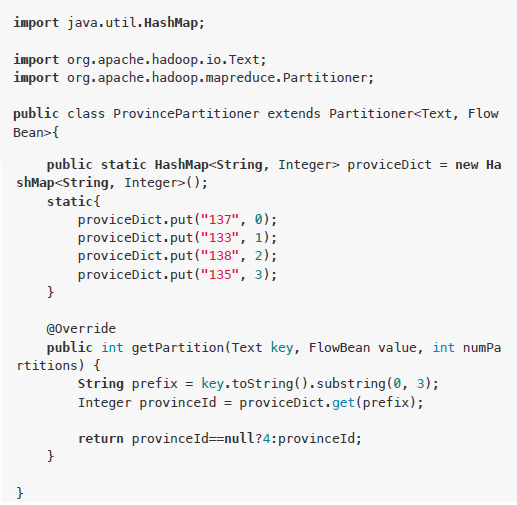 import java.util.HashMap;
import org.apache.hadoop.io.Text;
import org.apache.hadoop.mapreduce.Partitioner;
public class ProvincePartitioner extends Partitioner<Text, Flow
Bean>{
public static HashMap<String, Integer> proviceDict = new Ha
shMap<String, Integer>();
static{
proviceDict.put("137", 0);
proviceDict.put("133", 1);
proviceDict.put("138", 2);
proviceDict.put("135", 3);
}
@Override
public int getPartition(Text key, FlowBean value, int numPa
rtitions) {
String prefix = key.toString().substring(0, 3);
Integer provinceId = proviceDict.get(prefix);
return provinceId==null?4:provinceId;
}
}